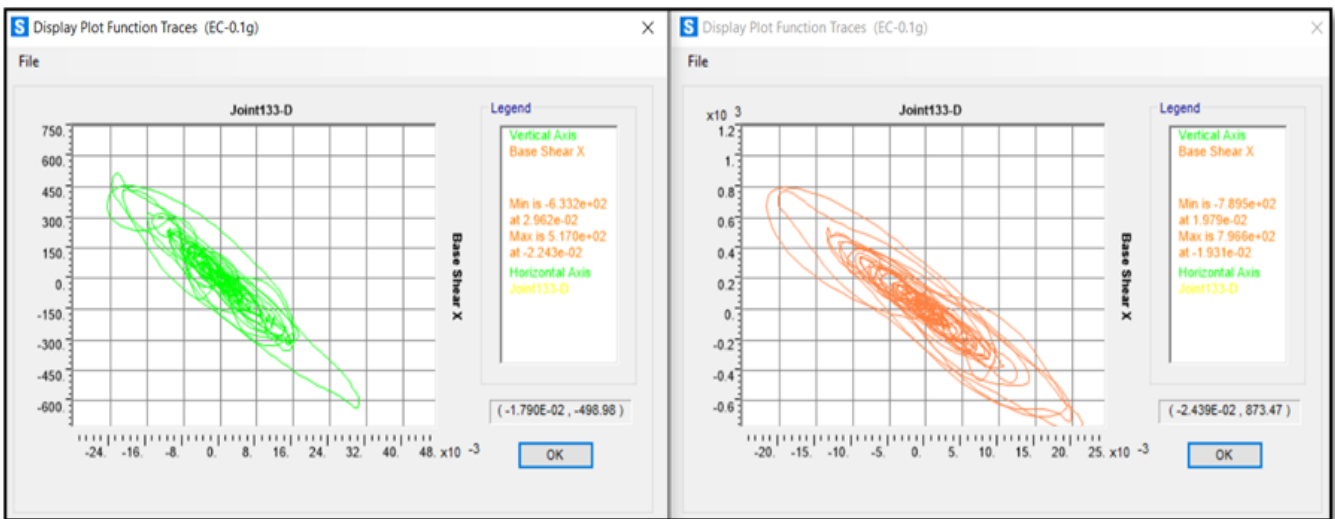 S Display Plot Function Traces (EC-0.1g)
File
Joint133-D
750.
600.
450.
300.
150.
0.
-150.
-300.
-450.
-600.
-24. -16. -8. 0. 8. 16. 24. 32. 40. 48. x10 -3
Base Shear X
Legend
Vertical Axis
Base Shear X
Min is -6.332e+02
at 2.962e-02
Max is 5.170e+02
at -2.243e-02
Horizontal Axis
Joint133-D
( -1.790E-02 , -498.98 )
OK
S Display Plot Function Traces (EC-0.1g)
File
x10 3
Joint133-D
1.2
1.
0.8
0.6
0.4
0.2
0.
-0.2
-0.4
-0.6
-20. -15. -10. -5. 0. 5. 10. 15. 20. 25. x10 -3
Base Shear X
Legend
Vertical Axis
Base Shear X
Min is -7.895e+02
at 1.979e-02
Max is 7.966e+02
at -1.931e-02
Horizontal Axis
Joint133-D
( -2.439E-02 , 873.47 )
OK